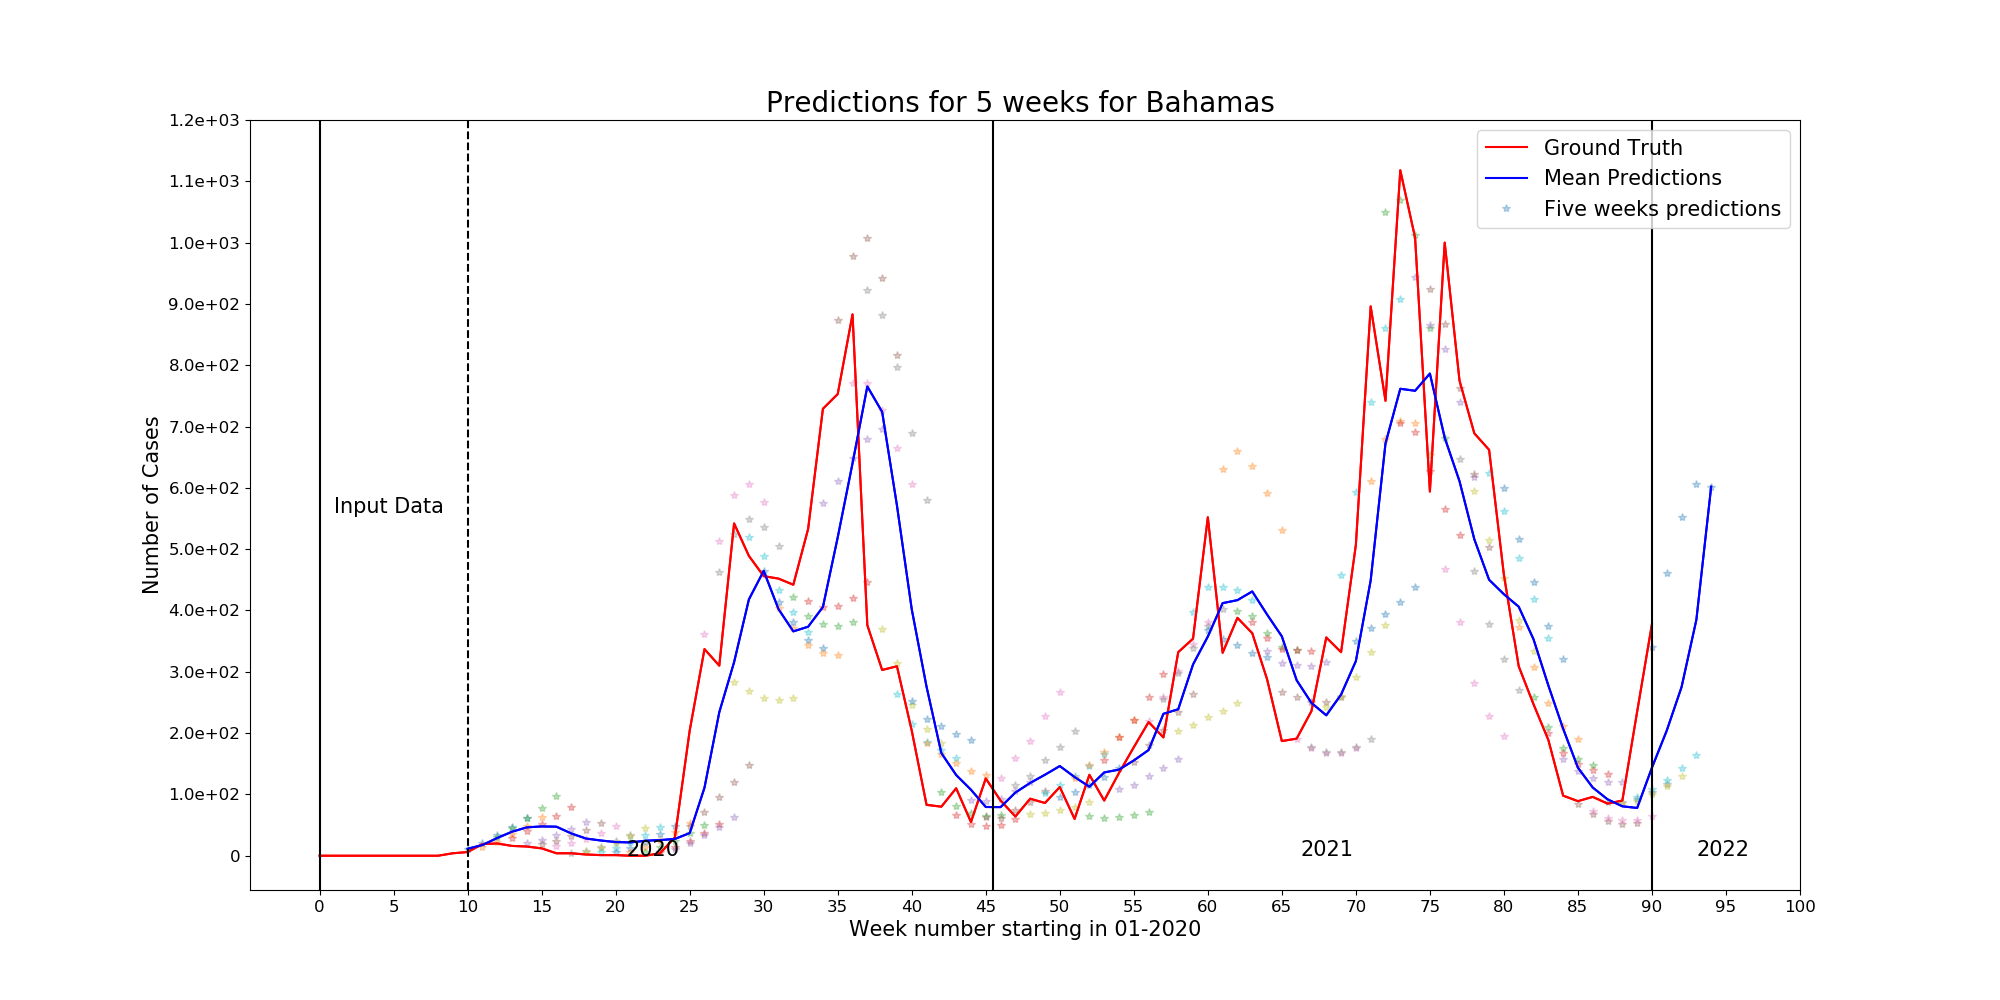 Predictions for 5 weeks for Bahamas
1.2e+03
1.1e+03
1.0e+03
9.0e+02
8.0e+02
7.0e+02
6.0e+02
5.0e+02
4.0e+02
3.0e+02
2.0e+02
1.0e+02
0
Number of Cases
Ground Truth
Mean Predictions
Five weeks predictions
Input Data
2020 2021 2022
0 5 10 15 20 25 30 35 40 45 50 55 60 65 70 75 80 85 90 95 100
Week number starting in 01-2020